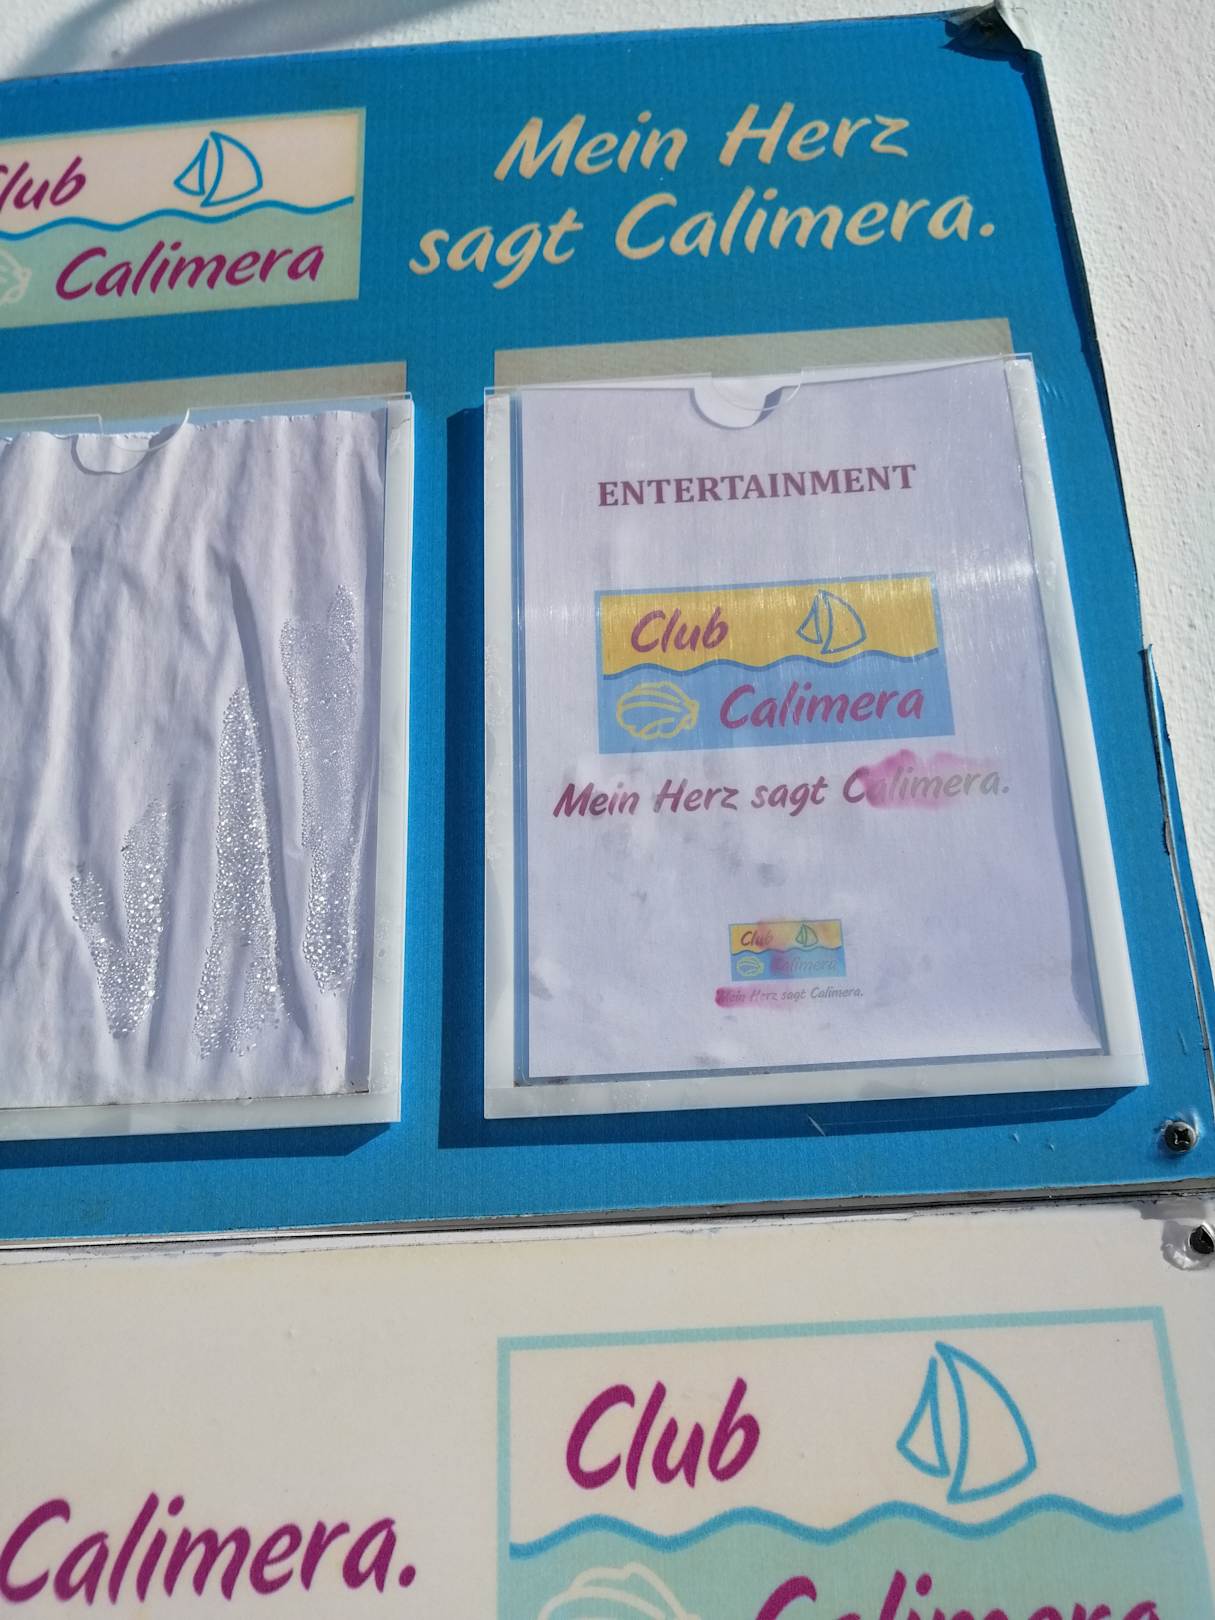 Club
Calimera
Mein Herz
sagt Calimera.
ENTERTAINMENT
Club
Calimera
Mein Herz sagt Calimera.
Club
Calimera
Mein Herz sagt Calimera.
Calimera.
Club
Calimera